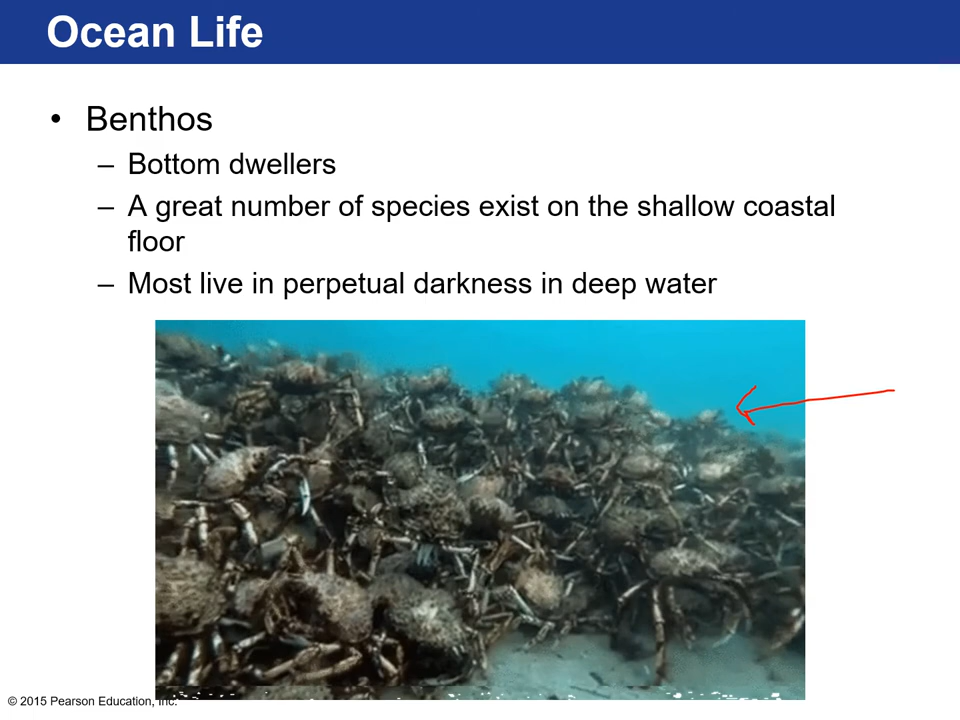 Ocean Life
• Benthos
– Bottom dwellers
– A great number of species exist on the shallow coastal
floor
– Most live in perpetual darkness in deep water
© 2015 Pearson Education, Inc.